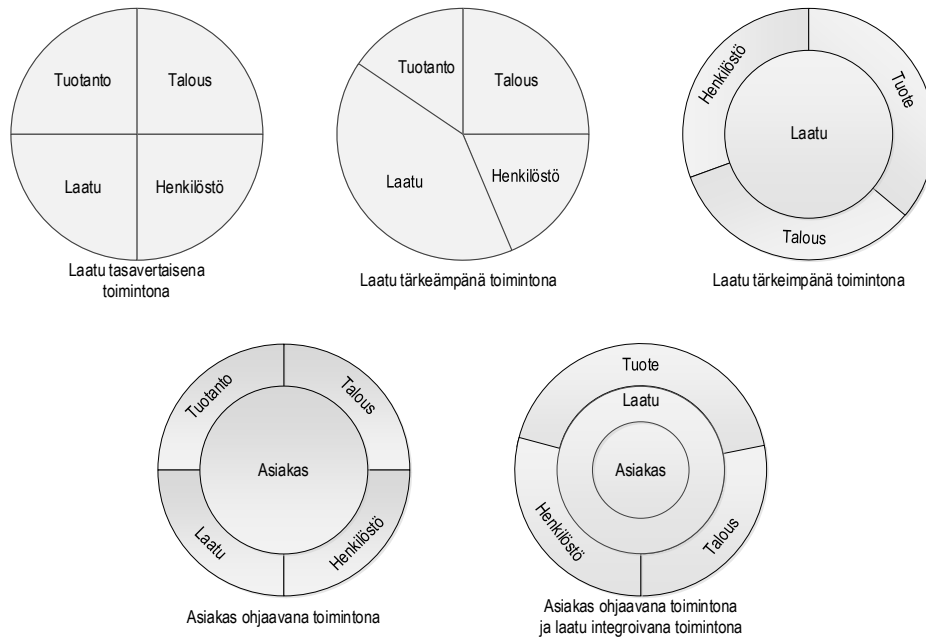 Tuotanto
Talous
Laatu
Henkilöstö
Laatu tasavertaisena
toimintona
Tuotanto
Talous
Laatu
Henkilöstö
Laatu tärkeämpänä toimintona
Henkilöstö
Tuote
Laatu
Talous
Laatu tärkeimpänä toimintona
Tuotanto
Talous
Asiakas
Laatu
Henkilöstö
Asiakas ohjaavana toimintona
Tuote
Laatu
Asiakas
Henkilöstö
Talous
Asiakas ohjaavana toimintona
ja laatu integroivana toimintona